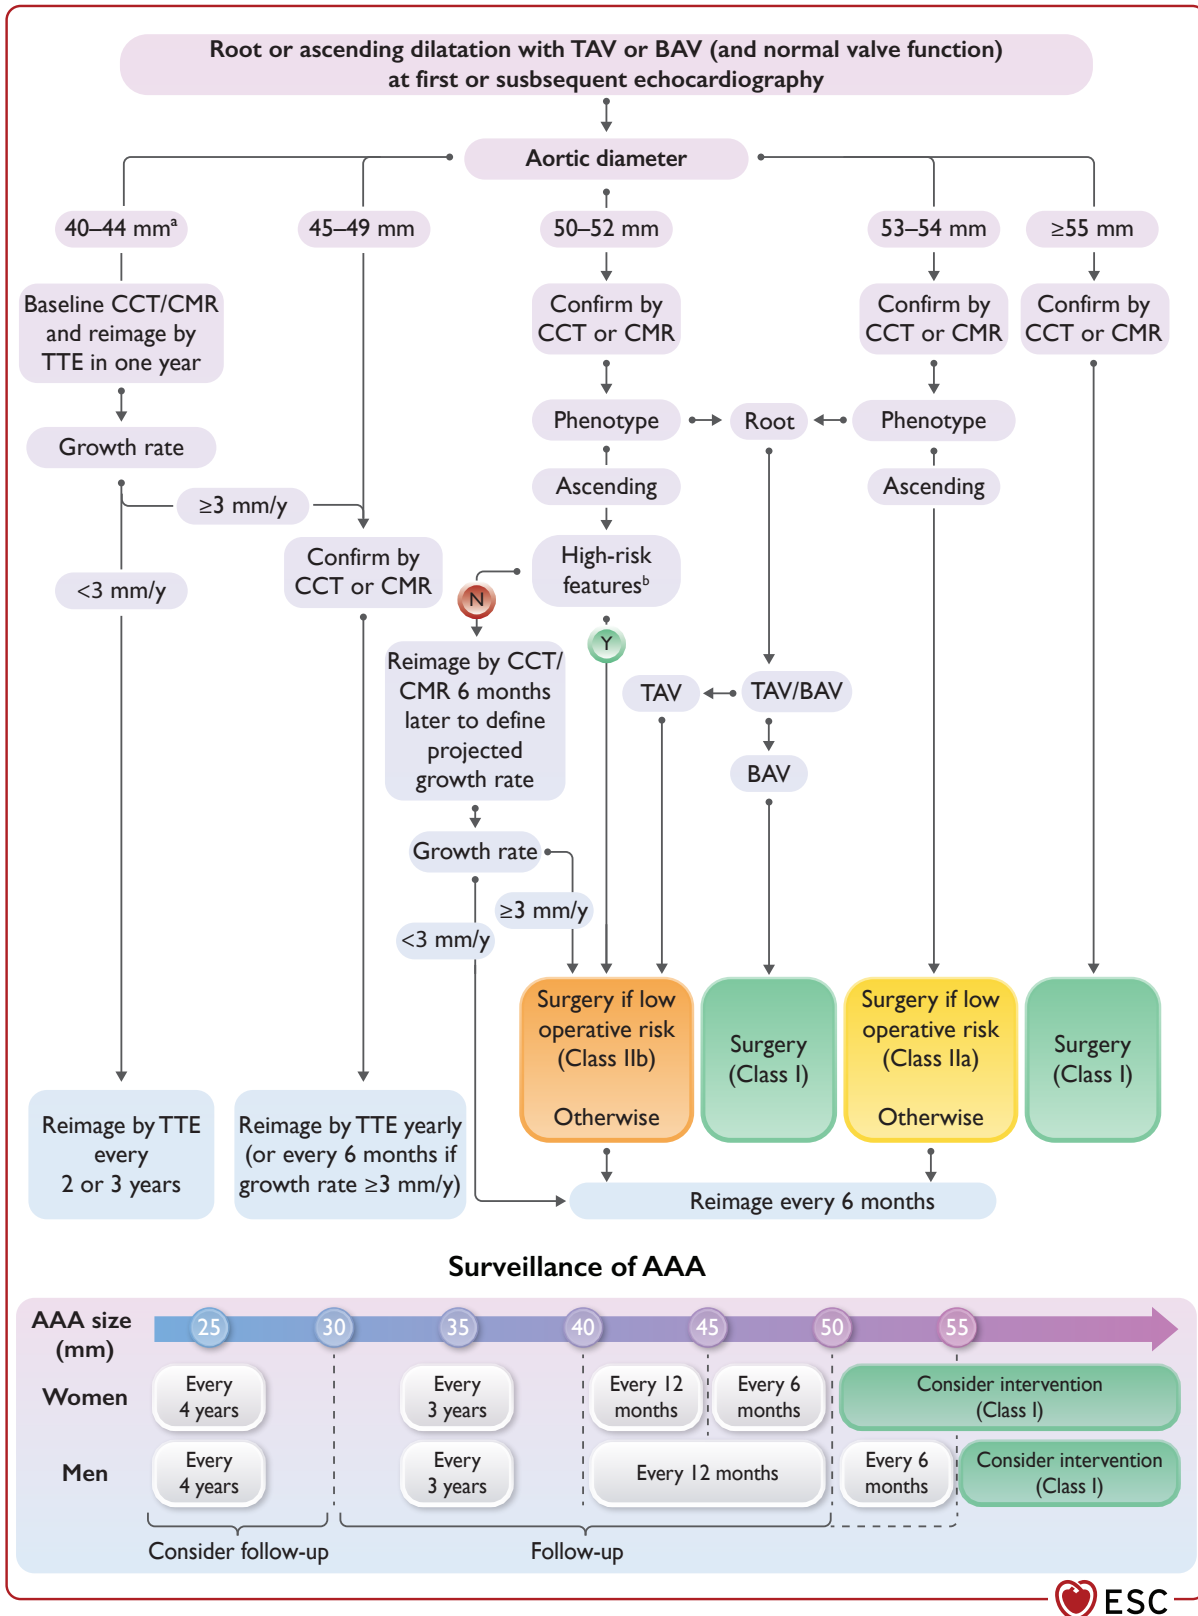 Root or ascending dilatation with TAV or BAV (and normal valve function)
at first or susbsequent echocardiography
Aortic diameter
40–44 mmᵃ
45–49 mm
50–52 mm
53–54 mm
≥55 mm
Baseline CCT/CMR
and reimage by
TTE in one year
Confirm by
CCT or CMR
Confirm by
CCT or CMR
Confirm by
CCT or CMR
Growth rate
Phenotype
Root
Phenotype
≥3 mm/y
Ascending
Ascending
<3 mm/y
Confirm by
CCT or CMR
High-risk
featuresᵇ
N
Y
Reimage by CCT/
CMR 6 months
later to define
projected
growth rate
TAV
TAV/BAV
BAV
Growth rate
≥3 mm/y
<3 mm/y
Surgery if low
operative risk
(Class IIb)
Otherwise
Surgery
(Class I)
Surgery if low
operative risk
(Class IIa)
Otherwise
Surgery
(Class I)
Reimage by TTE
every
2 or 3 years
Reimage by TTE yearly
(or every 6 months if
growth rate ≥3 mm/y)
Reimage every 6 months
Surveillance of AAA
AAA size
(mm)
25
30
35
40
45
50
55
Women
Every
4 years
Every
3 years
Every 12
months
Every 6
months
Consider intervention
(Class I)
Men
Every
4 years
Every
3 years
Every 12 months
Every 6
months
Consider intervention
(Class I)
Consider follow-up
Follow-up
ESC